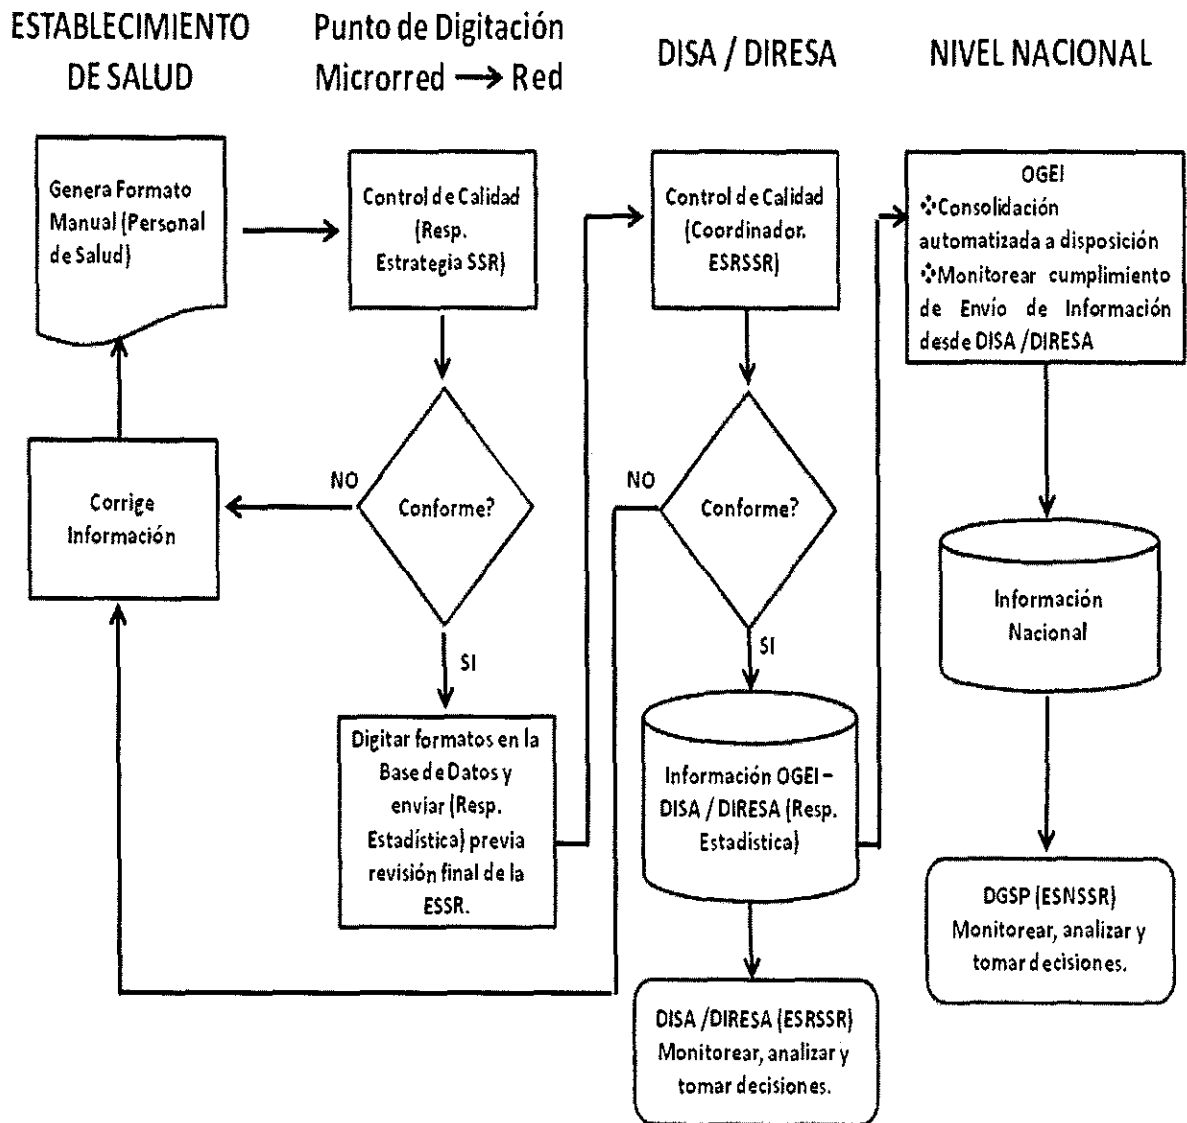 ESTABLECIMIENTO
DE SALUD
Punto de Digitación
Microrred → Red
DISA / DIRESA
NIVEL NACIONAL
Genera Formato
Manual (Personal
de Salud)
Control de Calidad
(Resp.
Estrategia SSR)
Control de Calidad
(Coordinador.
ESRSSR)
OGEI
❖Consolidación
automatizada a disposición
❖Monitorear cumplimiento
de Envío de Información
desde DISA /DIRESA
Corrige
Información
NO
Conforme?
NO
Conforme?
Información
Nacional
SI
SI
Digitar formatos en la
Base de Datos y
enviar (Resp.
Estadística) previa
revisión final de la
ESSR.
Información OGEI –
DISA / DIRESA (Resp.
Estadistica)
DGSP (ESNSSR)
Monitorear, analizar y
tomar decisiones.
DISA /DIRESA (ESRSSR)
Monitorear, analizar y
tomar decisiones.